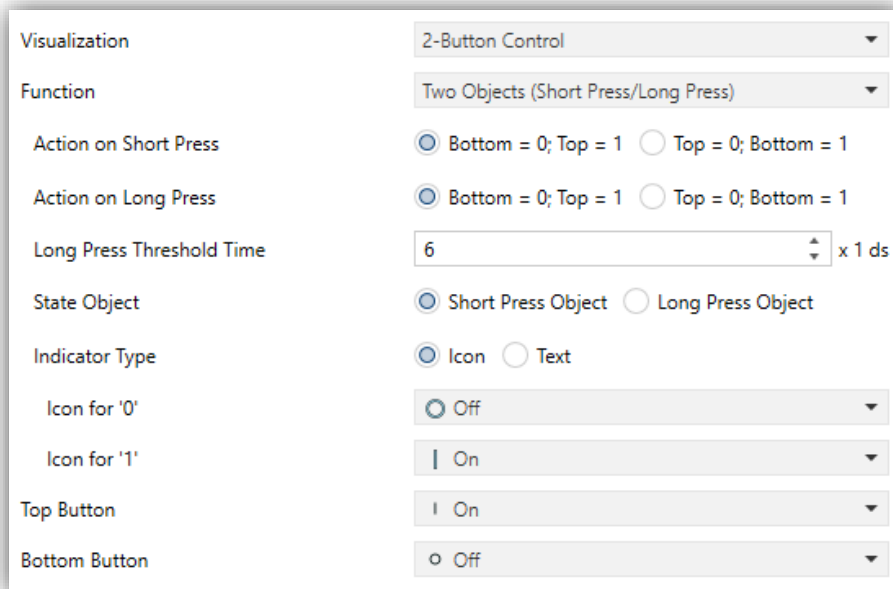 Visualization 2-Button Control
Function Two Objects (Short Press/Long Press)
Action on Short Press Bottom = 0; Top = 1 Top = 0; Bottom = 1
Action on Long Press Bottom = 0; Top = 1 Top = 0; Bottom = 1
Long Press Threshold Time 6 x 1 ds
State Object Short Press Object Long Press Object
Indicator Type Icon Text
Icon for '0' Off
Icon for '1' On
Top Button On
Bottom Button Off